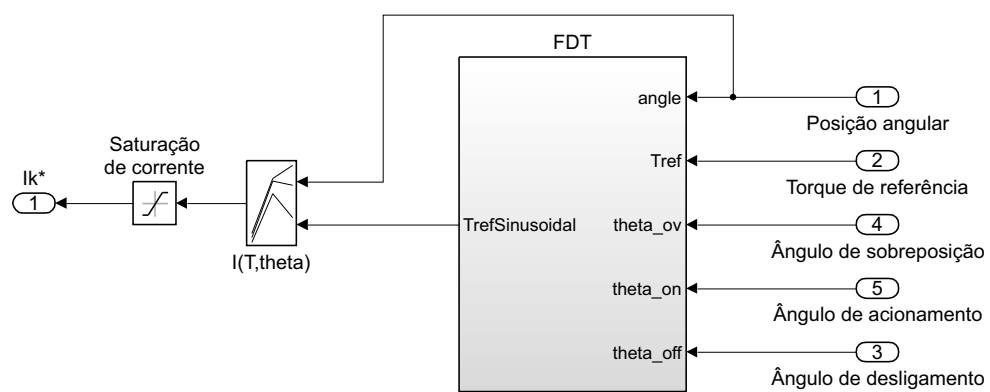 FDT
angle
1
Posição angular
Saturação
de corrente
Tref
2
Torque de referência
Ik*
1
I(T,theta)
TrefSinusoidal
theta_ov
4
Ângulo de sobreposição
theta_on
5
Ângulo de acionamento
theta_off
3
Ângulo de desligamento